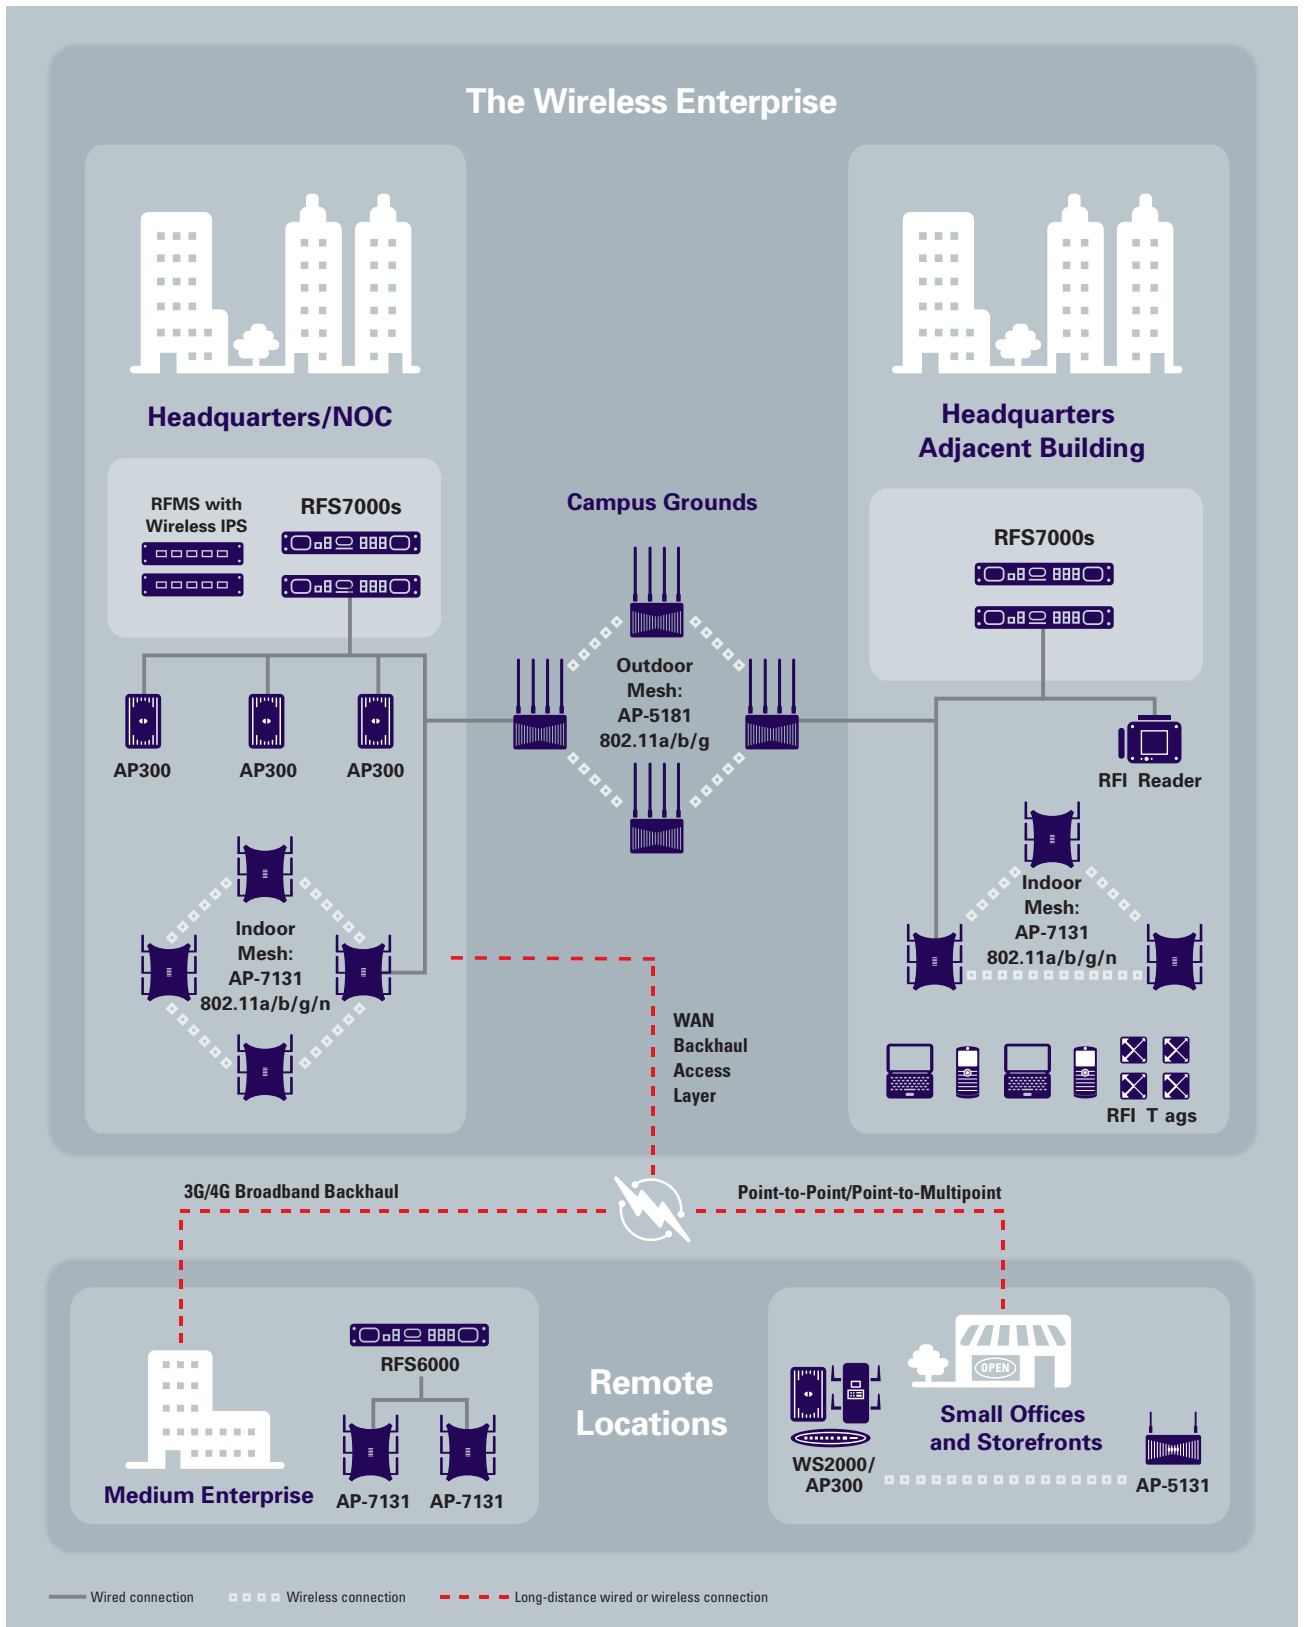 The Wireless Enterprise
Headquarters/NOC
RFMS with
Wireless IPS
RFS7000s
AP300
AP300
AP300
Indoor
Mesh:
AP-7131
802.11a/b/g/n
Campus Grounds
Outdoor
Mesh:
AP-5181
802.11a/b/g
Headquarters
Adjacent Building
RFS7000s
RFI Reader
Indoor
Mesh:
AP-7131
802.11a/b/g/n
RFI T ags
WAN
Backhaul
Access
Layer
3G/4G Broadband Backhaul
Point-to-Point/Point-to-Multipoint
RFS6000
Medium Enterprise
AP-7131
AP-7131
Remote
Locations
OPEN
Small Offices
and Storefronts
WS2000/
AP300
AP-5131
Wired connection
Wireless connection
Long-distance wired or wireless connection